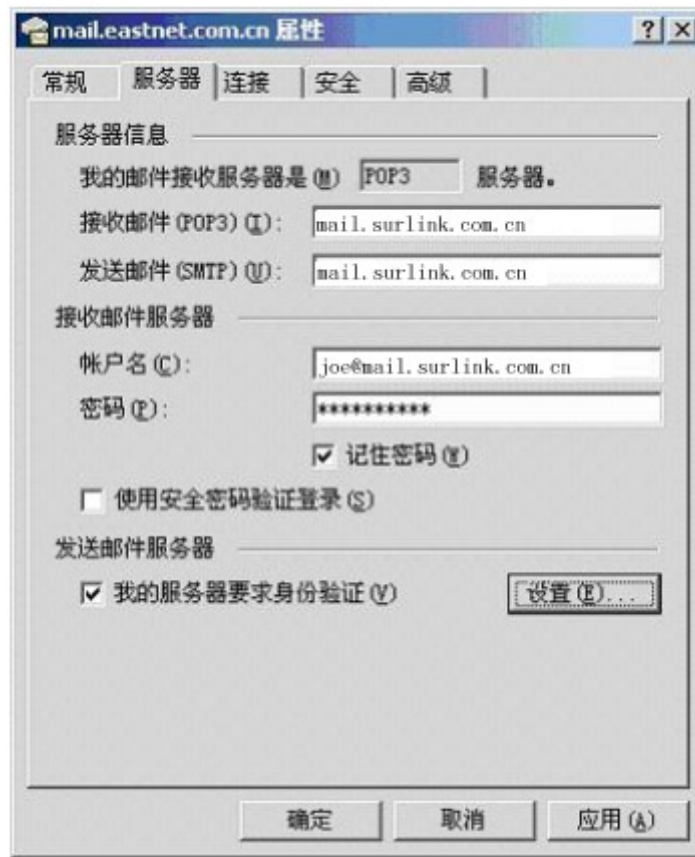 mail.eastnet.com.cn 属性
常规 服务器 连接 安全 高级
服务器信息
我的邮件接收服务器是(M) POP3 服务器。
接收邮件(POP3)(I): mail.surlink.com.cn
发送邮件(SMTP)(U): mail.surlink.com.cn
接收邮件服务器
帐户名(C): joe@mail.surlink.com.cn
密码(P): **********
记住密码(W)
使用安全密码验证登录(S)
发送邮件服务器
我的服务器要求身份验证(V) 设置(E)...
确定 取消 应用(A)